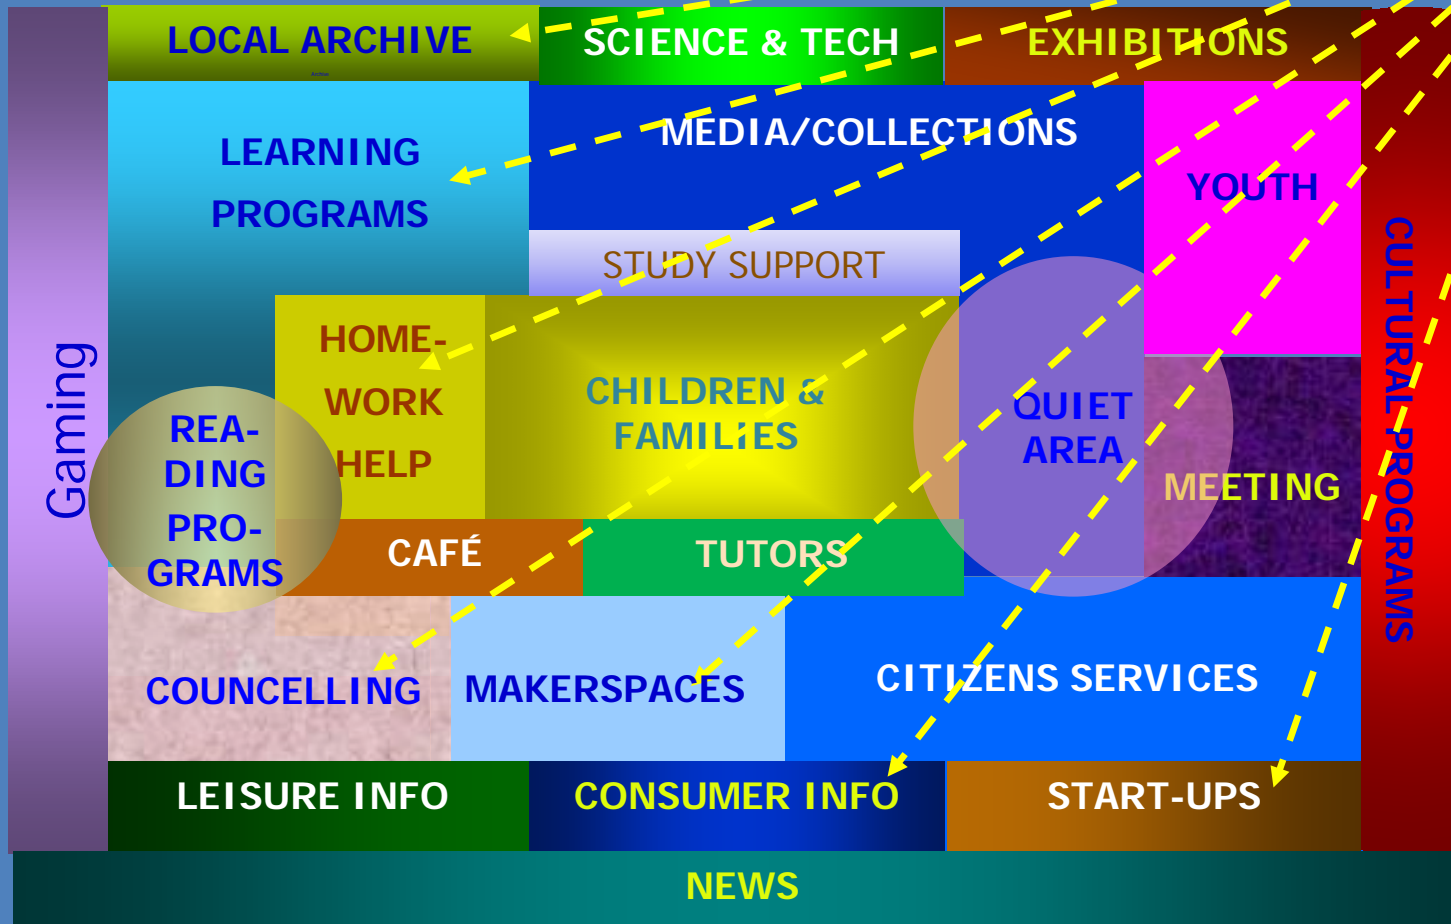 LOCAL ARCHIVE
Archive
SCIENCE & TECH
EXHIBITIONS
LEARNING
PROGRAMS
MEDIA/COLLECTIONS
YOUTH
STUDY SUPPORT
Gaming
HOME-
WORK
HELP
CHILDREN &
FAMILIES
QUIET
AREA
CULTURAL PROGRAMS
REA-
DING
PRO-
GRAMS
MEETING
CAFÉ
TUTORS
COUNCELLING
MAKERSPACES
CITIZENS SERVICES
LEISURE INFO
CONSUMER INFO
START-UPS
NEWS